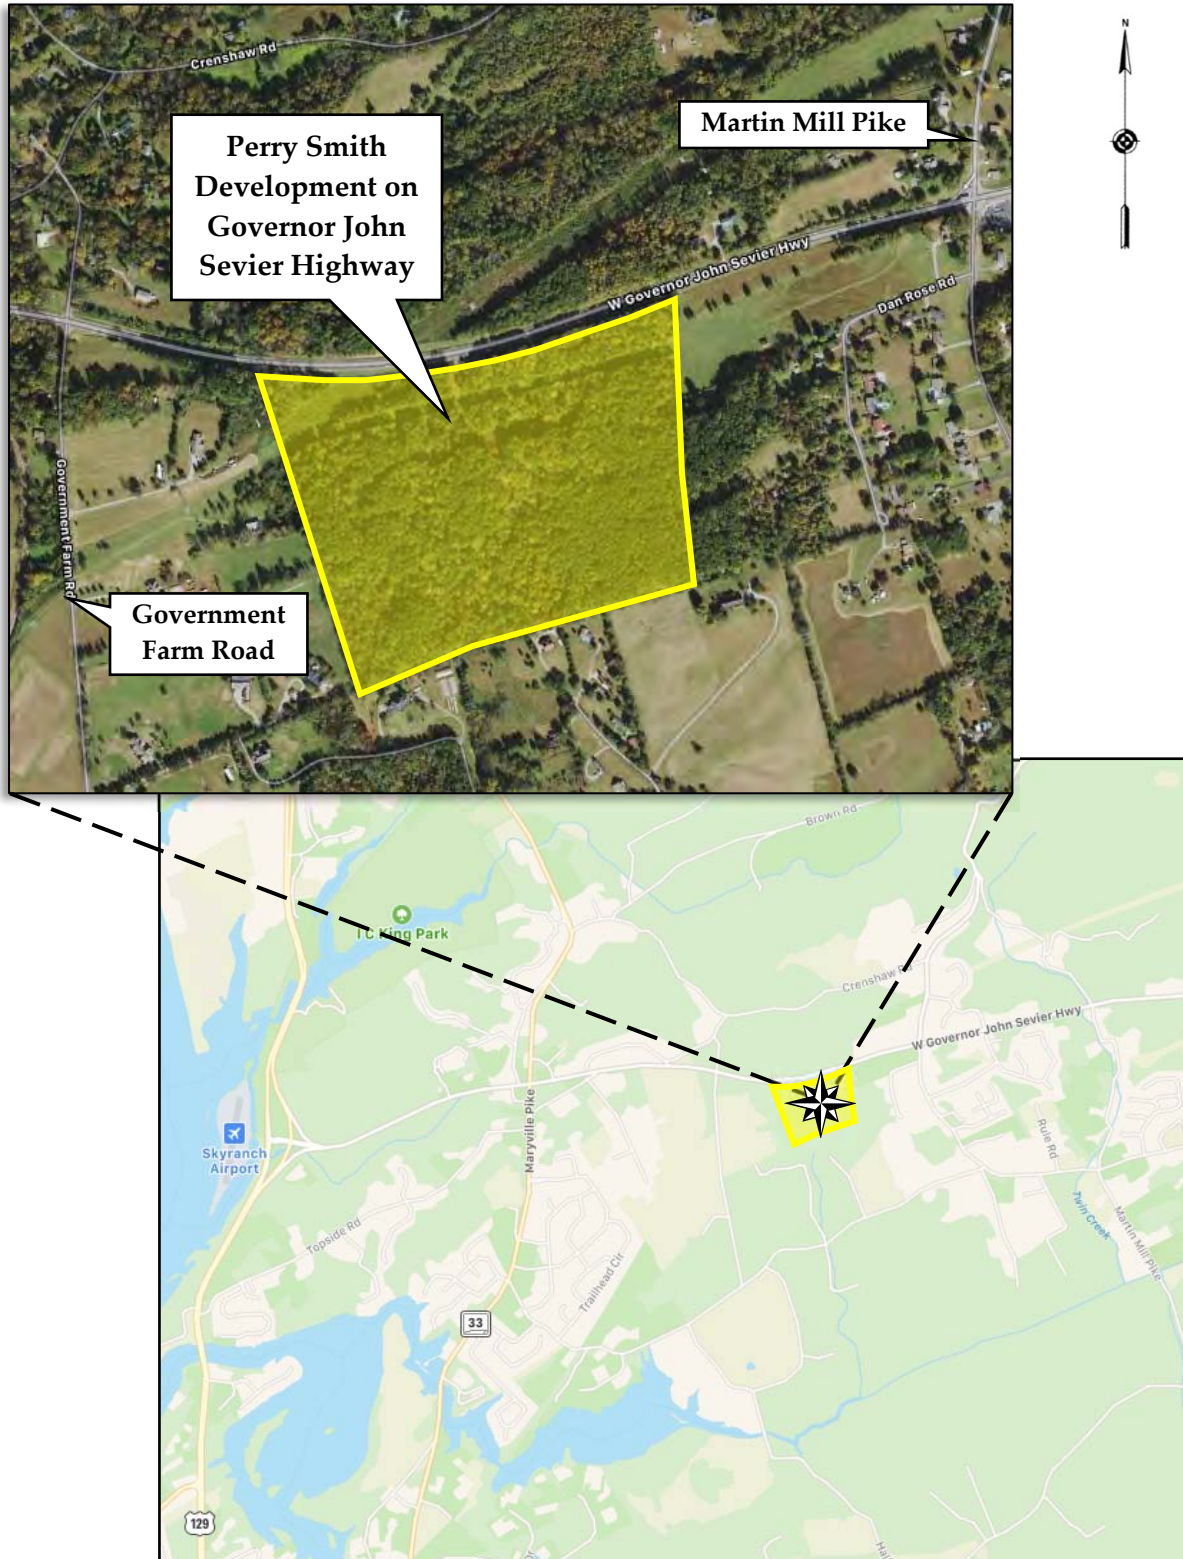 N
Crenshaw Rd
Martin Mill Pike
Perry Smith
Development on
Governor John
Sevier Highway
W Governor John Sevier Hwy
Dan Rose Rd
Government Farm Rd
Government
Farm Road
Brown Rd
I C King Park
Crenshaw Rd
W Governor John Sevier Hwy
Maryville Pike
Skyranch
Airport
Rule Rd
Twin Creek
Martin Mill Pike
Topside Rd
Trailhead Cir
33
129